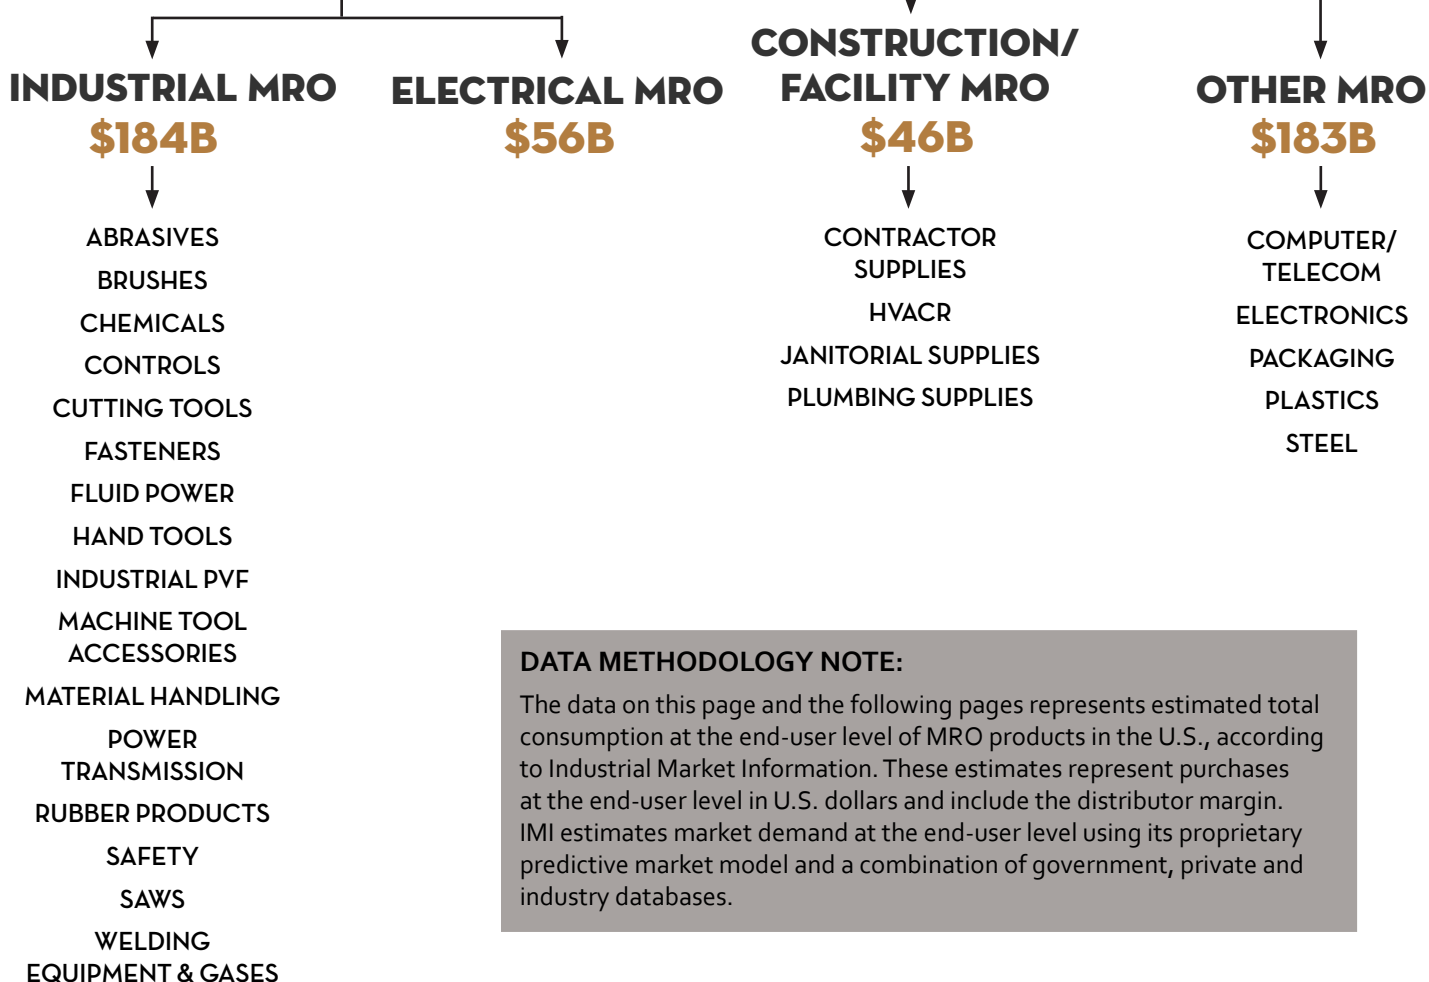 INDUSTRIAL MRO
$184B
ABRASIVES
BRUSHES
CHEMICALS
CONTROLS
CUTTING TOOLS
FASTENERS
FLUID POWER
HAND TOOLS
INDUSTRIAL PVF
MACHINE TOOL
ACCESSORIES
MATERIAL HANDLING
POWER
TRANSMISSION
RUBBER PRODUCTS
SAFETY
SAWS
WELDING
EQUIPMENT & GASES
ELECTRICAL MRO
$56B
CONSTRUCTION/
FACILITY MRO
$46B
CONTRACTOR
SUPPLIES
HVACR
JANITORIAL SUPPLIES
PLUMBING SUPPLIES
OTHER MRO
$183B
COMPUTER/
TELECOM
ELECTRONICS
PACKAGING
PLASTICS
STEEL
DATA METHODOLOGY NOTE:
The data on this page and the following pages represents estimated total
consumption at the end-user level of MRO products in the U.S., according
to Industrial Market Information. These estimates represent purchases
at the end-user level in U.S. dollars and include the distributor margin.
IMI estimates market demand at the end-user level using its proprietary
predictive market model and a combination of government, private and
industry databases.